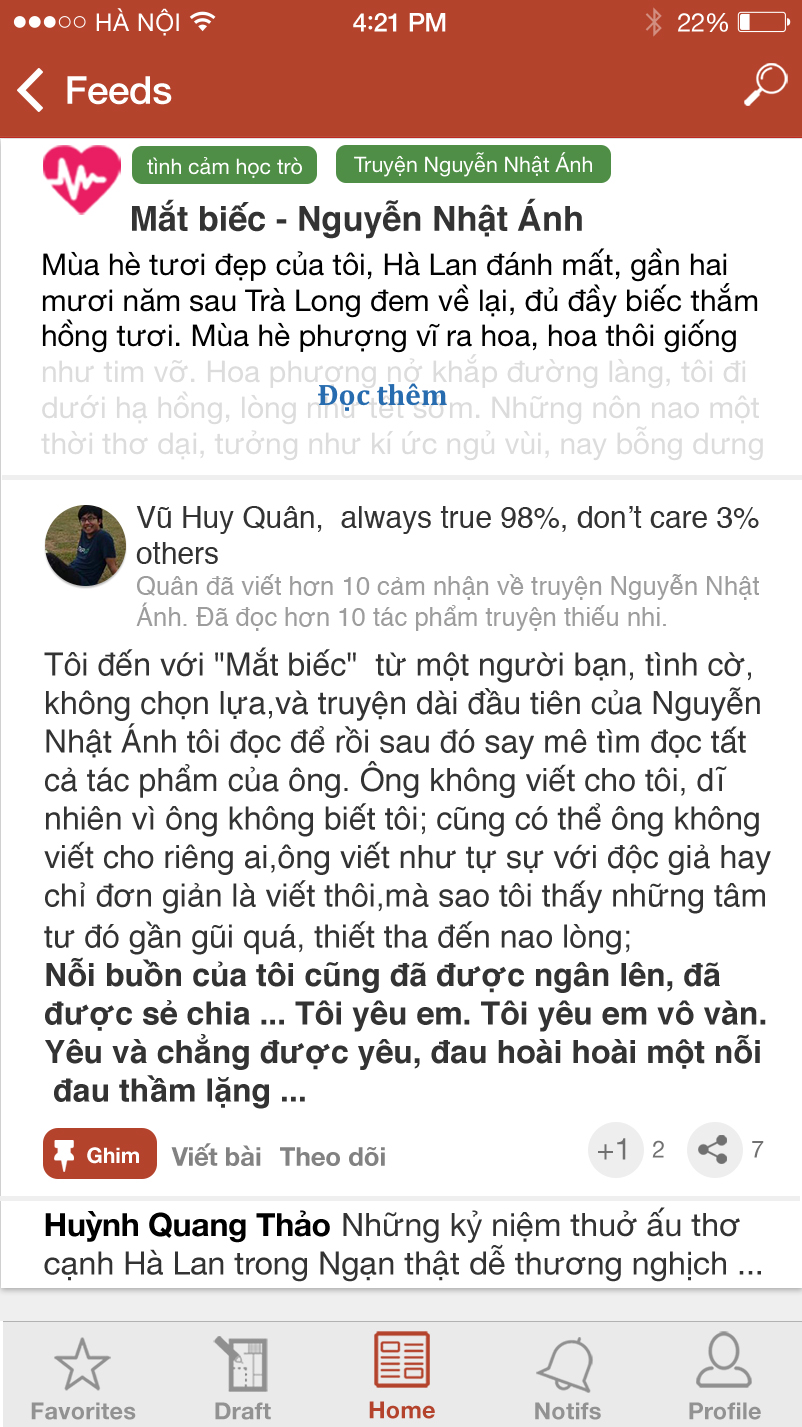 HÀ NỘI 4:21 PM 22%
Feeds
tình cảm học trò Truyện Nguyễn Nhật Ánh
Mắt biếc - Nguyễn Nhật Ánh
Mùa hè tươi đẹp của tôi, Hà Lan đánh mất, gần hai
mươi năm sau Trà Long đem về lại, đủ đầy biếc thắm
hồng tươi. Mùa hè phượng vĩ ra hoa, hoa thôi giống
như tim vỡ. Hoa phượng nở khắp đường làng, tôi đi
Đọc thêm
dưới hạ hồng, lòng như tết sớm. Những nôn nao một
thời thơ dại, tưởng như kí ức ngủ vùi, nay bỗng dưng
Vũ Huy Quân, always true 98%, don't care 3%
others
Quân đã viết hơn 10 cảm nhận về truyện Nguyễn Nhật
Ánh. Đã đọc hơn 10 tác phẩm truyện thiếu nhi.
Tôi đến với "Mắt biếc" từ một người bạn, tình cờ,
không chọn lựa,và truyện dài đầu tiên của Nguyễn
Nhật Ánh tôi đọc để rồi sau đó say mê tìm đọc tất
cả tác phẩm của ông. Ông không viết cho tôi, dĩ
nhiên vì ông không biết tôi; cũng có thể ông không
viết cho riêng ai,ông viết như tự sự với độc giả hay
chỉ đơn giản là viết thôi,mà sao tôi thấy những tâm
tư đó gần gũi quá, thiết tha đến nao lòng;
Nỗi buồn của tôi cũng đã được ngân lên, đã
được sẻ chia ... Tôi yêu em. Tôi yêu em vô vàn.
Yêu và chẳng được yêu, đau hoài hoài một nỗi
đau thầm lặng ...
Ghim Viết bài Theo dõi +1 2 7
Huỳnh Quang Thảo Những kỷ niệm thuở ấu thơ
cạnh Hà Lan trong Ngạn thật dễ thương nghịch ...
Favorites Draft Home Notifs Profile